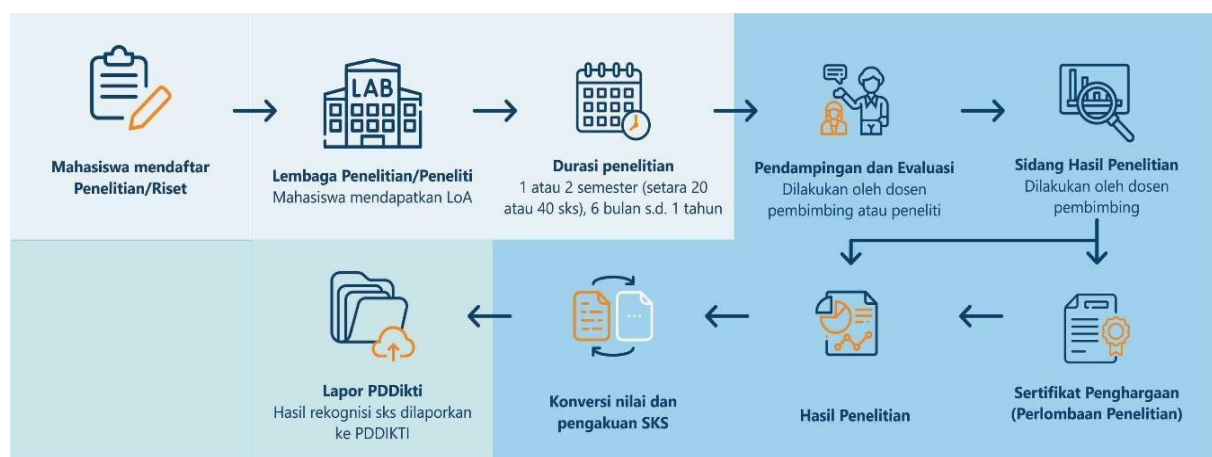 Mahasiswa mendaftar
Penelitian/Riset
LAB
Lembaga Penelitian/Peneliti
Mahasiswa mendapatkan LoA
Durasi penelitian
1 atau 2 semester (setara 20
atau 40 sks), 6 bulan s.d. 1 tahun
Pendampingan dan Evaluasi
Dilakukan oleh dosen
pembimbing atau peneliti
Sidang Hasil Penelitian
Dilakukan oleh dosen
pembimbing
Sertifikat Penghargaan
(Perlombaan Penelitian)
Hasil Penelitian
Konversi nilai dan
pengakuan SKS
Lapor PDDikti
Hasil rekognisi sks dilaporkan
ke PDDIKTI